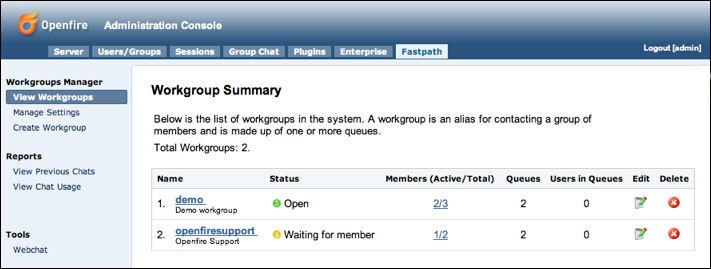 Openfire Administration Console
Server Users/Groups Sessions Group Chat Plugins Enterprise Fastpath Logout [admin]
Workgroups Manager
View Workgroups
Manage Settings
Create Workgroup
Reports
View Previous Chats
View Chat Usage
Tools
Webchat
Workgroup Summary
Below is the list of workgroups in the system. A workgroup is an alias for contacting a group of
members and is made up of one or more queues.
Total Workgroups: 2.
Name Status Members (Active/Total) Queues Users in Queues Edit Delete
1. demo Open 2/3 2 0
Demo workgroup
2. openfiresupport Waiting for member 1/2 2 0
Openfire Support